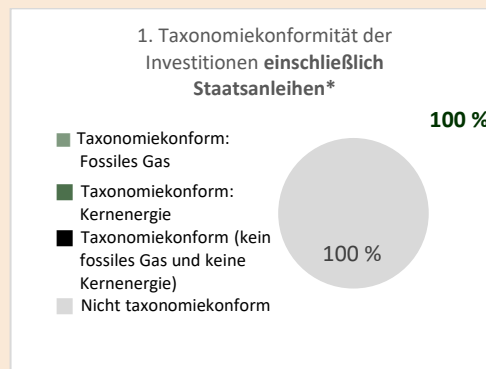 1. Taxonomiekonformität der
Investitionen einschließlich
Staatsanleihen*
100 %
Taxonomiekonform:
Fossiles Gas
Taxonomiekonform:
Kernenergie
Taxonomiekonform (kein
fossiles Gas und keine
Kernenergie)
Nicht taxonomiekonform
100 %